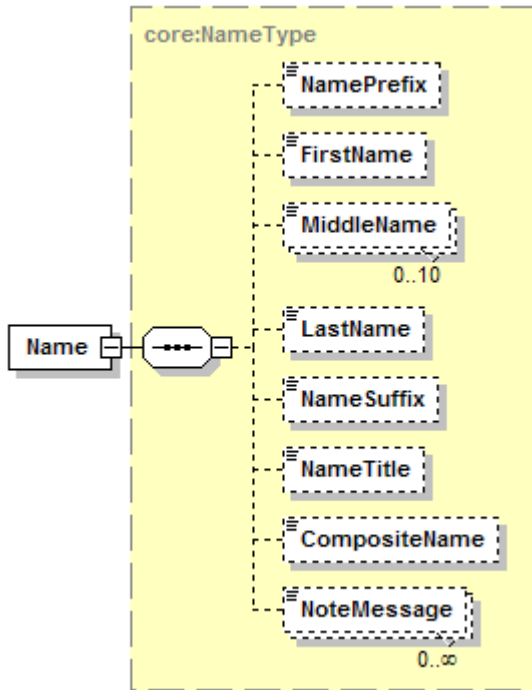 core:NameType
NamePrefix
FirstName
MiddleName
0..10
Name
LastName
NameSuffix
NameTitle
CompositeName
NoteMessage
0..∞